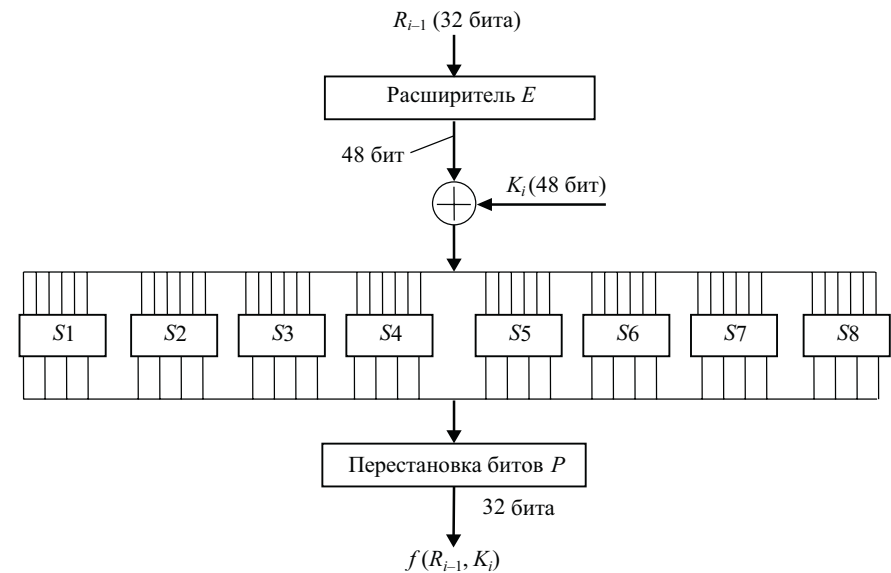 R_{i–1} (32 бита)
Расширитель E
48 бит
K_i (48 бит)
S1 S2 S3 S4 S5 S6 S7 S8
Перестановка битов P
32 бита
f (R_{i–1}, K_i)